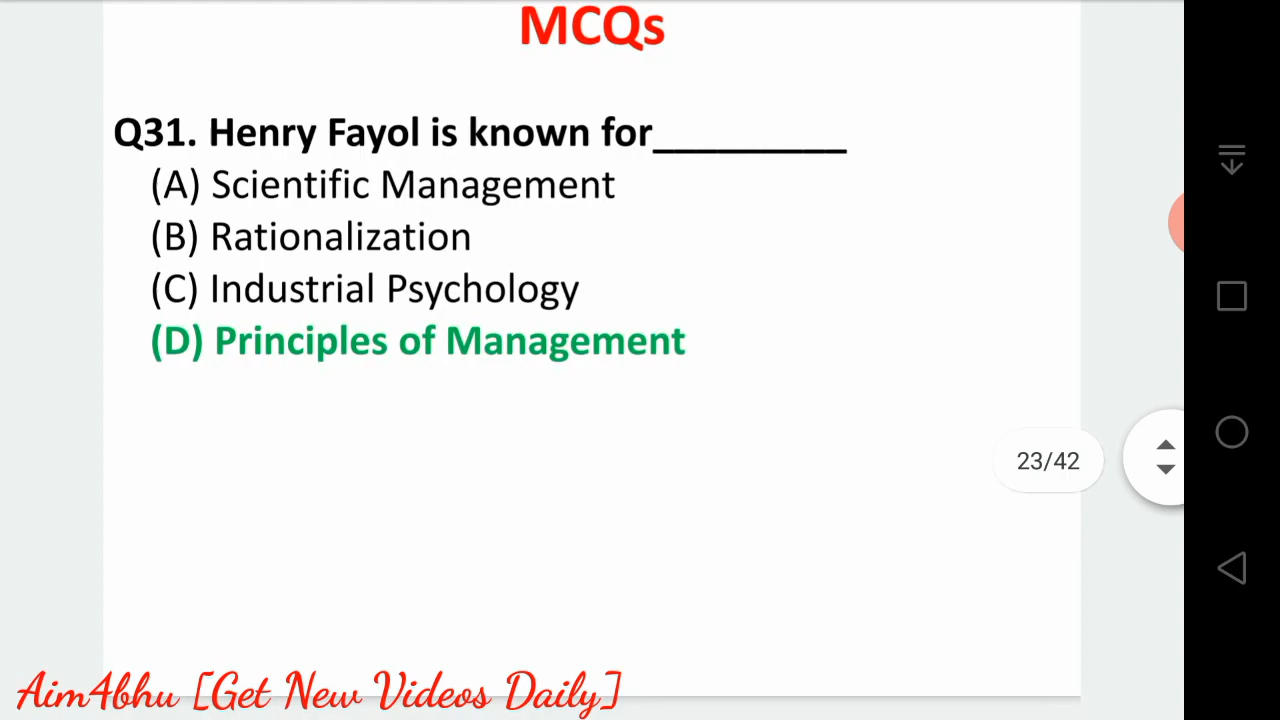 MCQs
Q31. Henry Fayol is known for_________
(A) Scientific Management
(B) Rationalization
(C) Industrial Psychology
(D) Principles of Management
23/42
Aim4bhu [Get New Videos Daily]